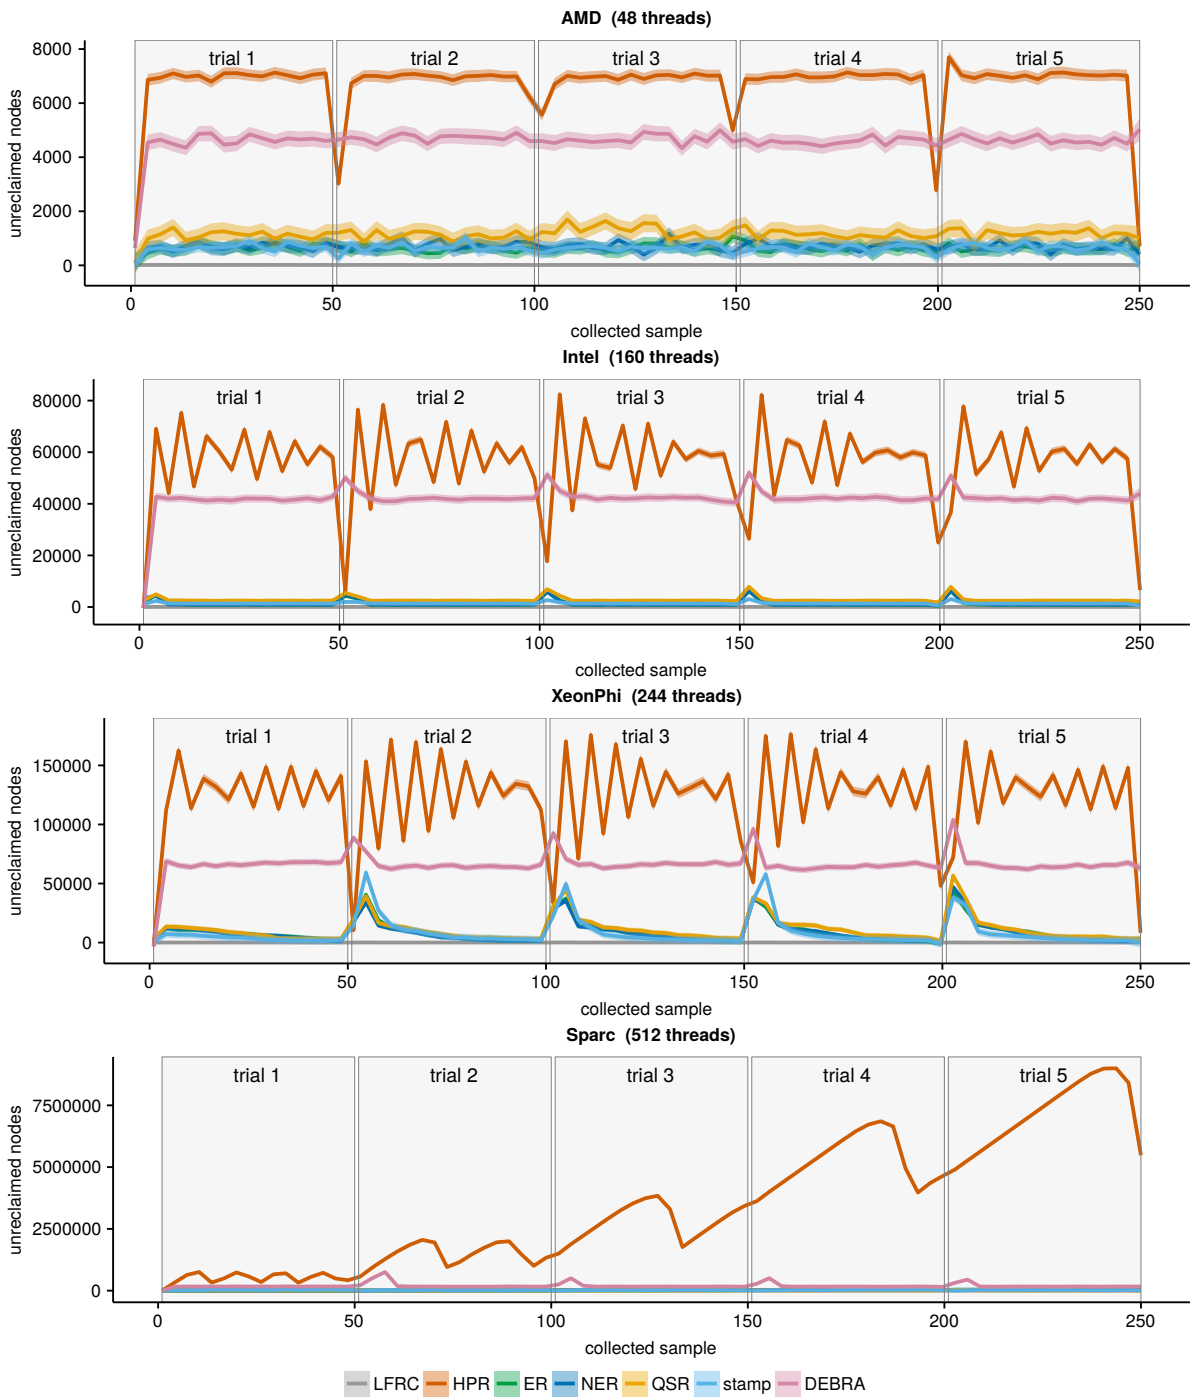 AMD (48 threads)
trial 1 trial 2 trial 3 trial 4 trial 5
unreclaimed nodes
8000
6000
4000
2000
0
0 50 100 150 200 250
collected sample
Intel (160 threads)
trial 1 trial 2 trial 3 trial 4 trial 5
unreclaimed nodes
80000
60000
40000
20000
0
0 50 100 150 200 250
collected sample
XeonPhi (244 threads)
trial 1 trial 2 trial 3 trial 4 trial 5
unreclaimed nodes
150000
100000
50000
0
0 50 100 150 200 250
collected sample
Sparc (512 threads)
trial 1 trial 2 trial 3 trial 4 trial 5
unreclaimed nodes
7500000
5000000
2500000
0
0 50 100 150 200 250
collected sample
LFRC HPR ER NER QSR stamp DEBRA